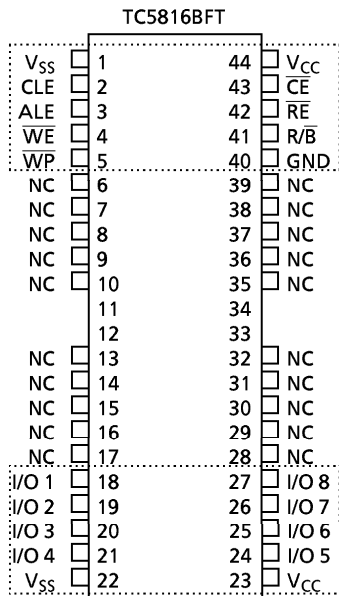 TC5816BFT
VSS 1 44 VCC
CLE 2 43 C̅E̅
ALE 3 42 R̅E̅
W̅E̅ 4 41 R/B̅
W̅P̅ 5 40 GND
NC 6 39 NC
NC 7 38 NC
NC 8 37 NC
NC 9 36 NC
NC 10 35 NC
11 34
12 33
NC 13 32 NC
NC 14 31 NC
NC 15 30 NC
NC 16 29 NC
NC 17 28 NC
I/O 1 18 27 I/O 8
I/O 2 19 26 I/O 7
I/O 3 20 25 I/O 6
I/O 4 21 24 I/O 5
VSS 22 23 VCC